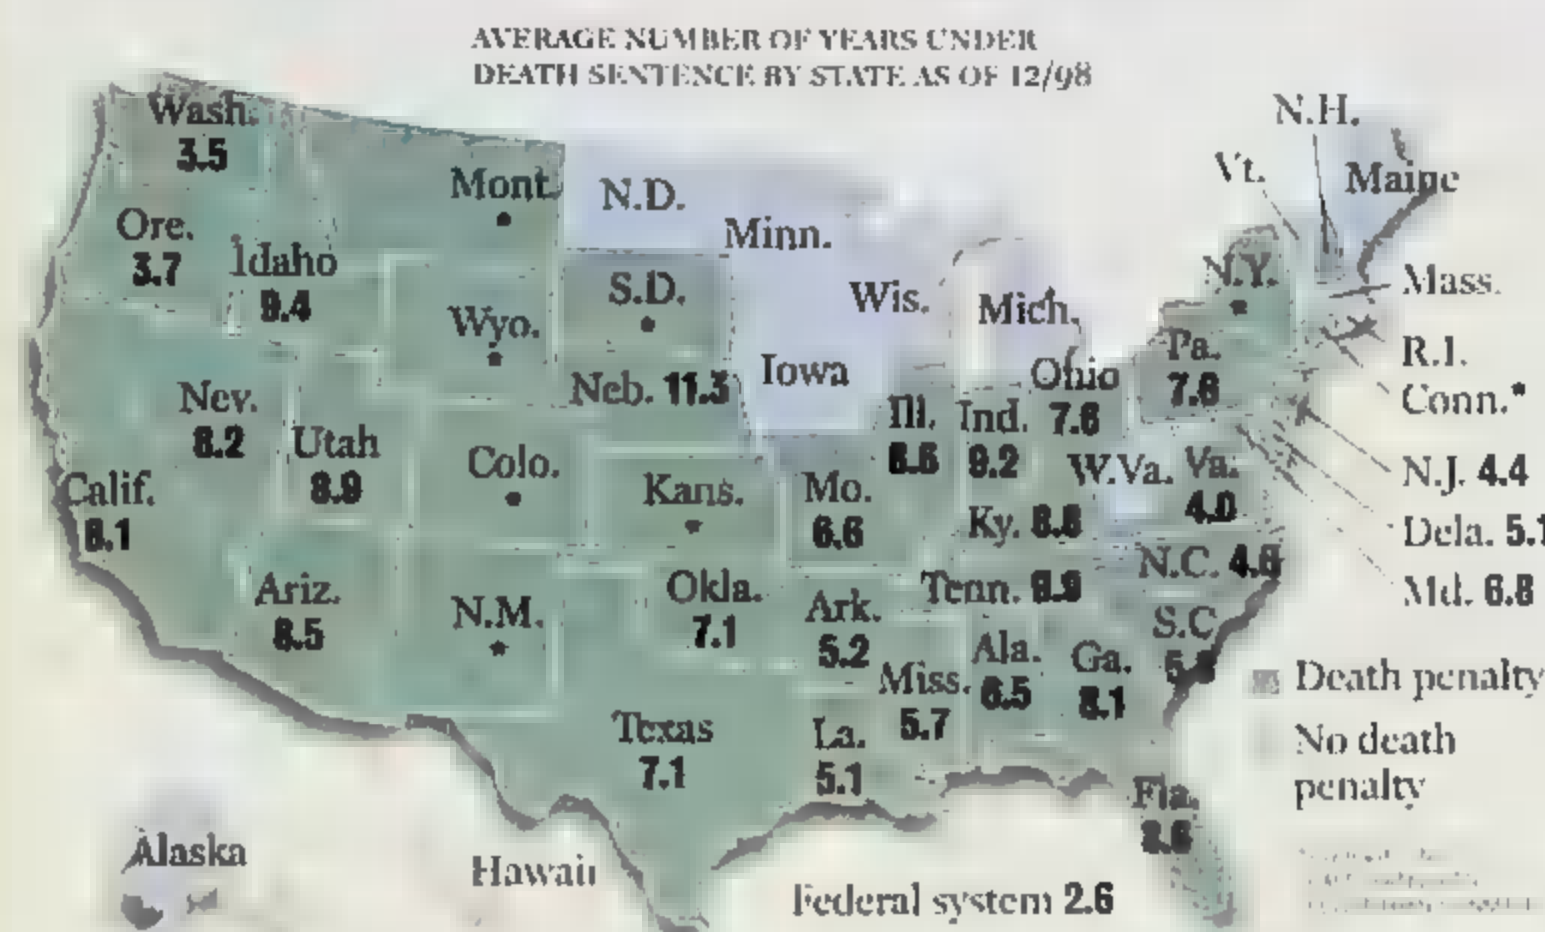 AVERAGE NUMBER OF YEARS UNDER
DEATH SENTENCE BY STATE AS OF 12/98
Wash.
3.5
Ore.
3.7
Idaho
9.4
Mont.
N.D.
Minn.
S.D.
Wyo.
Wis.
Mich.
Iowa
Neb. 11.3
Nev.
8.2
Utah
8.9
Calif.
8.1
Colo.
Kans.
Mo.
6.6
Ill.
Ind.
9.2
Ohio
7.6
Pa.
7.6
N.Y.
Vt.
N.H.
Maine
Mass.
R.I.
Conn.*
N.J. 4.4
Dela. 5.1
Md. 6.8
W.Va.
Va.
4.0
Ky.
N.C.
Tenn.
S.C.
Ariz.
N.M.
Okla.
7.1
Ark.
5.2
Miss.
5.7
Ala.
6.5
Ga.
8.1
Texas
7.1
La.
5.1
Fla.
Alaska
Hawaii
Federal system 2.6
Death penalty
No death
penalty